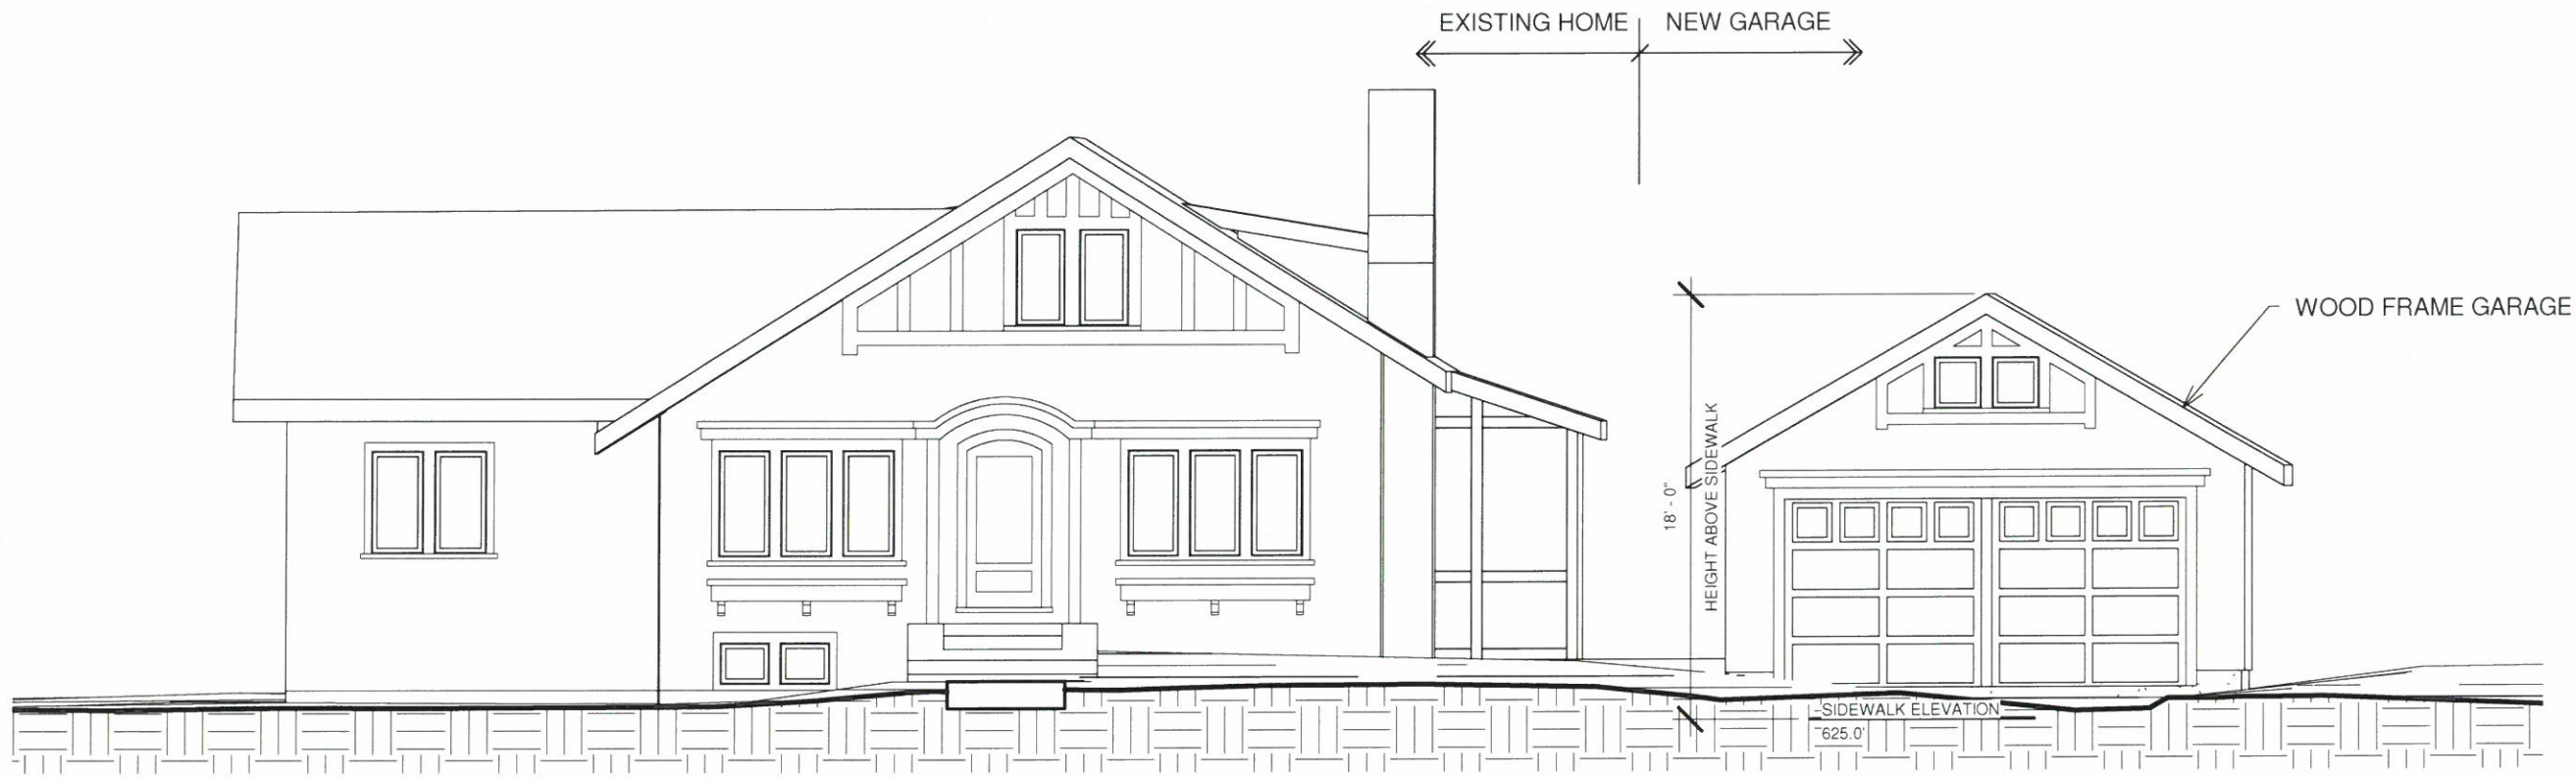 EXISTING HOME
NEW GARAGE
WOOD FRAME GARAGE
18' - 0"
HEIGHT ABOVE SIDEWALK
SIDEWALK ELEVATION
625.0'